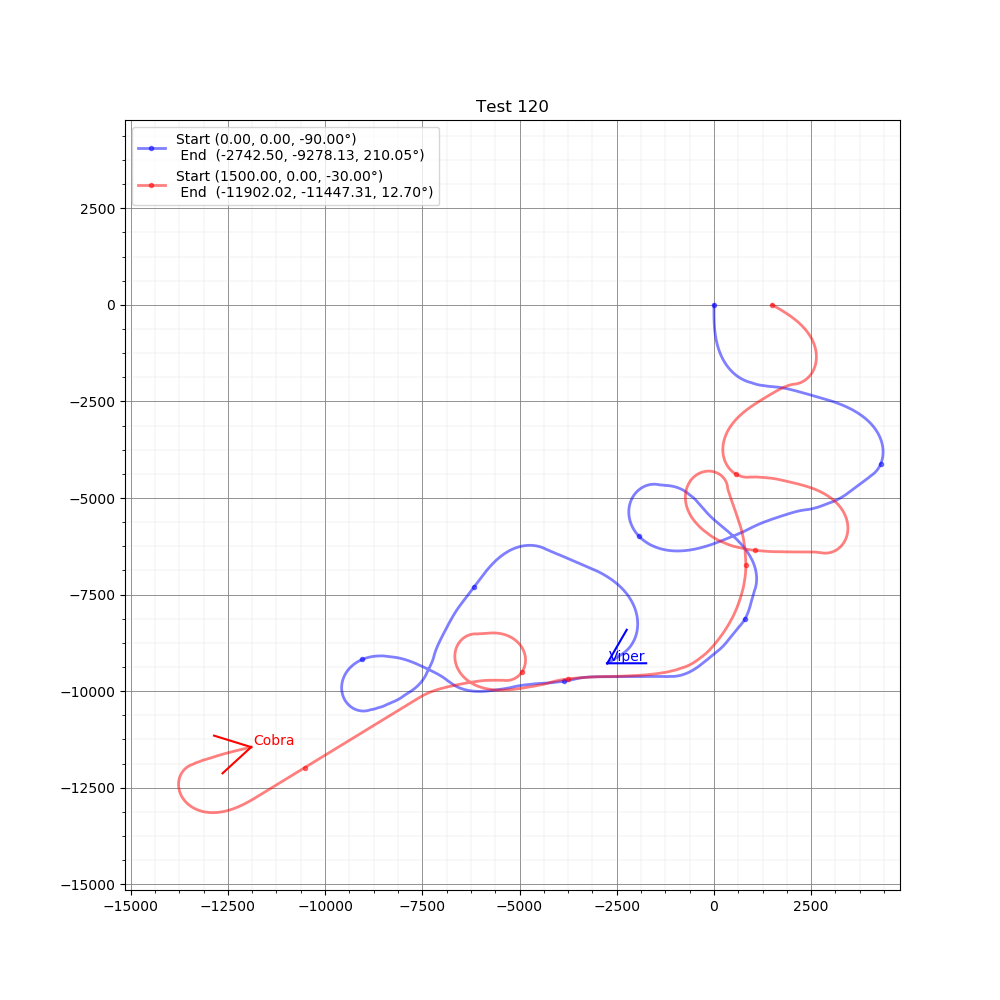 Test 120
Start (0.00, 0.00, -90.00°)
End (-2742.50, -9278.13, 210.05°)
Start (1500.00, 0.00, -30.00°)
End (-11902.02, -11447.31, 12.70°)
2500
0
−2500
−5000
−7500
−10000
−12500
−15000
Viper
Cobra
−15000 −12500 −10000 −7500 −5000 −2500 0 2500